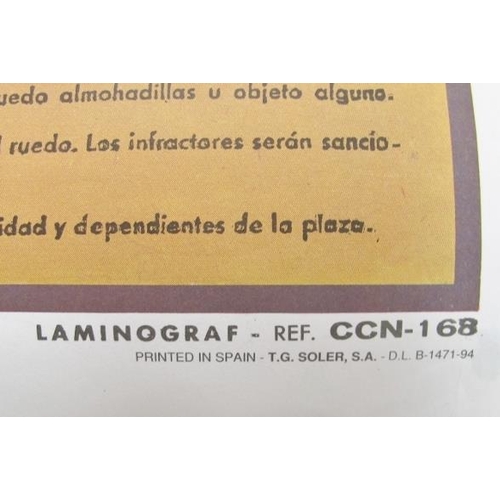 uedo almohadillas u objeto alguno.
l ruedo. Los infractores serán sancio-
idad y dependientes de la plaza.
LAMINOGRAF - REF. CCN-168
PRINTED IN SPAIN - T.G. SOLER, S.A. - D.L. B-1471-94